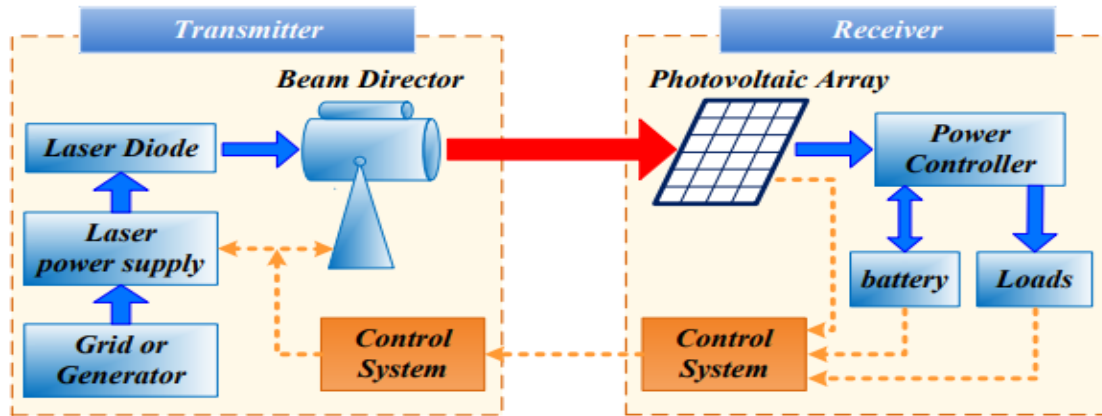 Transmitter
Beam Director
Laser Diode
Laser
power supply
Grid or
Generator
Control
System
Receiver
Photovoltaic Array
Power
Controller
battery
Loads
Control
System